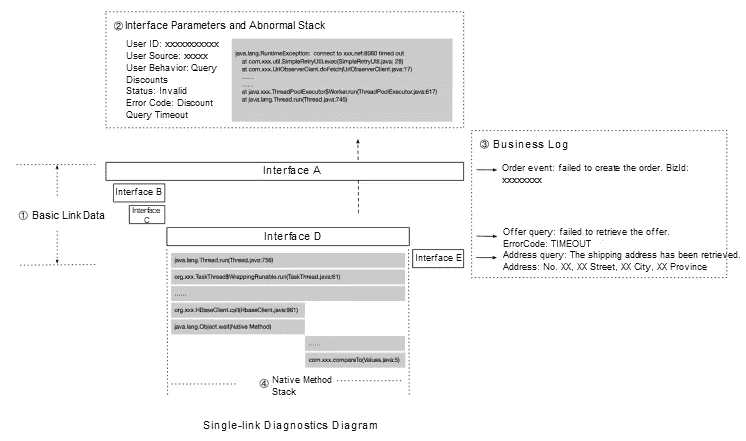 ② Interface Parameters and Abnormal Stack
User ID: xxxxxxxxxxx
User Source: xxxxx
User Behavior: Query
Discounts
Status: Invalid
Error Code: Discount
Query Timeout
java.lang.RuntimeException: connect to xxx.net:8060 timed out
at com.xxx.util.SimpleRetryUtil.exec(SimpleRetryUtil.java: 28)
at com.xxx.UrlObserverClient.doFetch(UrlObserverClient.java:17)
......
......
at java.xxx.ThreadPoolExecutor$Worker.run(ThreadPoolExecutor.java:617)
at java.lang.Thread.run(Thread.java:745)
③ Business Log
Order event: failed to create the order. BizId:
xxxxxxxx
Offer query: failed to retrieve the offer.
ErrorCode: TIMEOUT
Address query: The shipping address has been retrieved.
Address: No. XX, XX Street, XX City, XX Province
① Basic Link Data
Interface A
Interface B
Interface
C
Interface D
Interface E
java.lang.Thread.run(Thread.java:756)
org.xxx.TaskThread$WrappingRunable.run(TaskThread.java:61)
......
org.xxx.HBaseClient.call(HbaseClient.java:961)
java.lang.Object.wait(Native Method)
......
com.xxx.compareTo(Values.java:5)
④ Native Method
Stack
Single-link Diagnostics Diagram